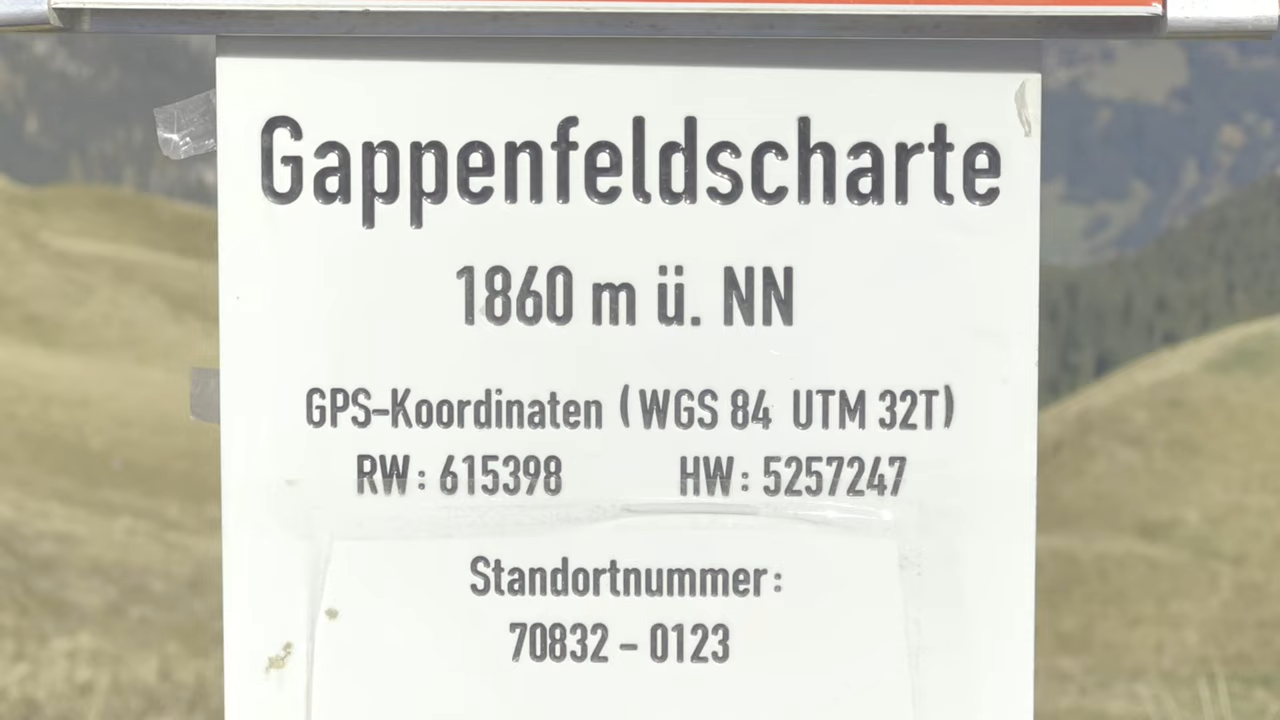 Gappenfeldscharte
1860 m ü. NN
GPS-Koordinaten (WGS 84 UTM 32T)
RW: 615398 HW: 5257247
Standortnummer:
70832 - 0123